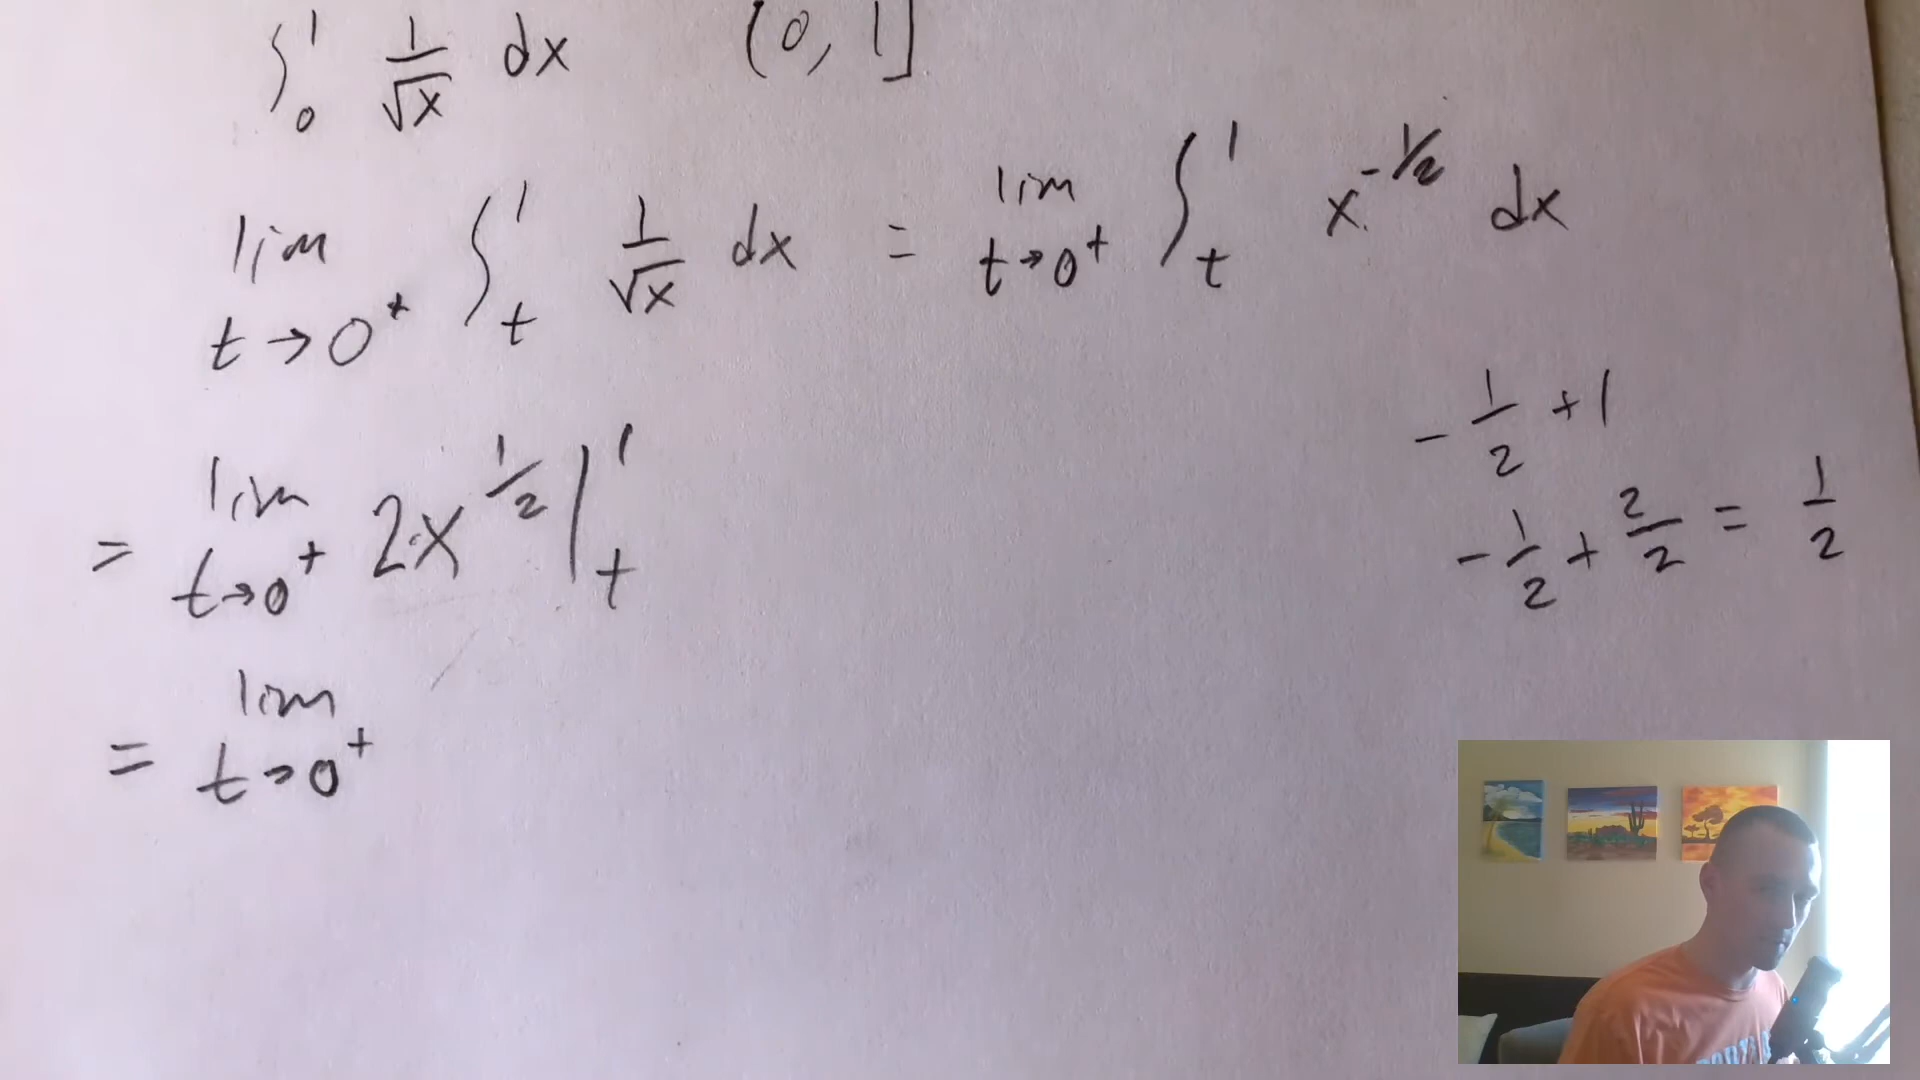 ∫₀¹ 1/√x dx (0, 1]
lim t→0⁺ ∫ₜ¹ 1/√x dx = lim t→0⁺ ∫ₜ¹ x^(-1/2) dx
-1/2 + 1
= lim t→0⁺ 2·x^(1/2) |ₜ¹
-1/2 + 2/2 = 1/2
= lim t→0⁺